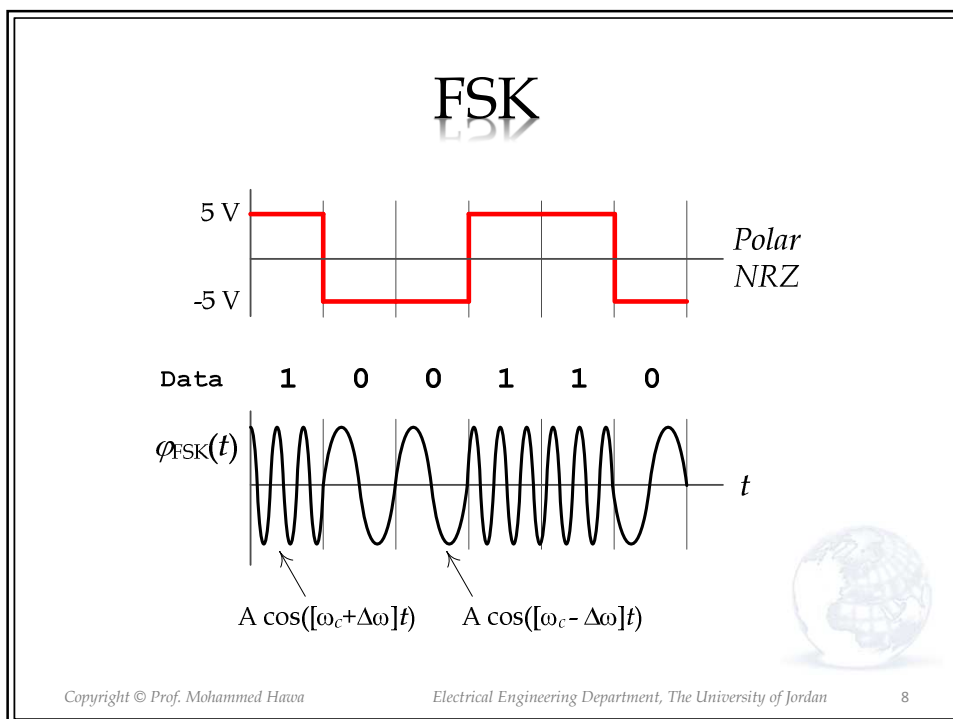 FSK
5 V
-5 V
Polar
NRZ
Data 1 0 0 1 1 0
φFSK(t)
t
A cos([ωc+Δω]t) A cos([ωc - Δω]t)
Copyright © Prof. Mohammed Hawa Electrical Engineering Department, The University of Jordan 8